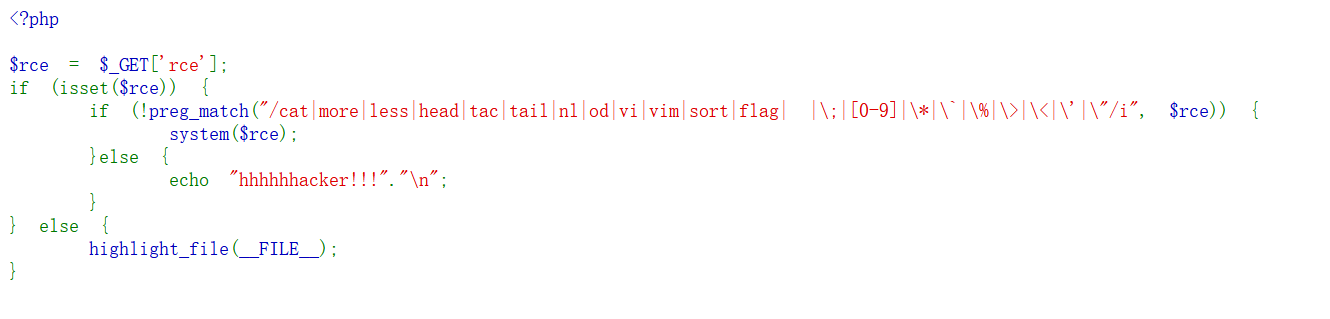 <?php
$rce = $_GET['rce'];
if (isset($rce)) {
if (!preg_match("/cat|more|less|head|tac|tail|nl|od|vi|vim|sort|flag| |\;|[0-9]|\*|\`|\%|\>|\<|\'|\"/i", $rce)) {
system($rce);
}else {
echo "hhhhhhacker!!!"."\n";
}
} else {
highlight_file(__FILE__);
}